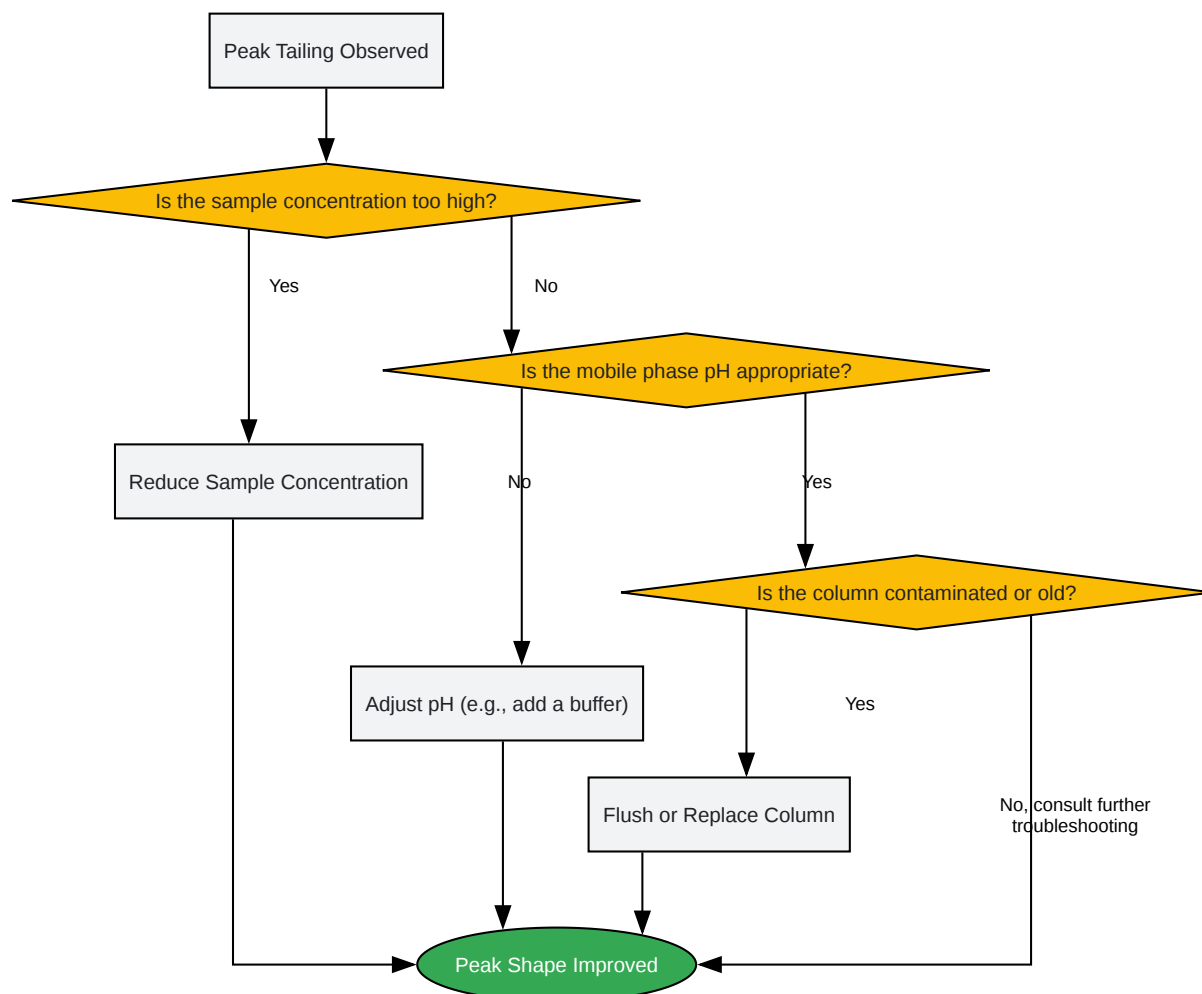 Peak Tailing Observed
Is the sample concentration too high?
Yes
No
Is the mobile phase pH appropriate?
Reduce Sample Concentration
No
Yes
Is the column contaminated or old?
Adjust pH (e.g., add a buffer)
Yes
Flush or Replace Column
No, consult further
troubleshooting
Peak Shape Improved